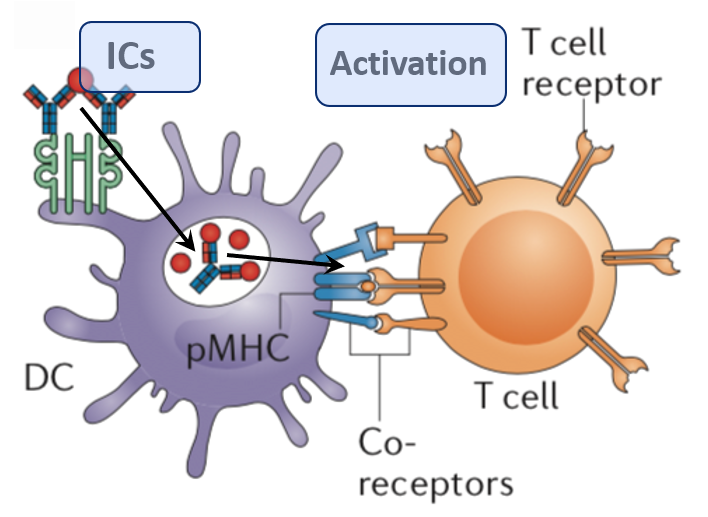 ICs
Activation
T cell
receptor
pMHC
DC
T cell
Co-
receptors